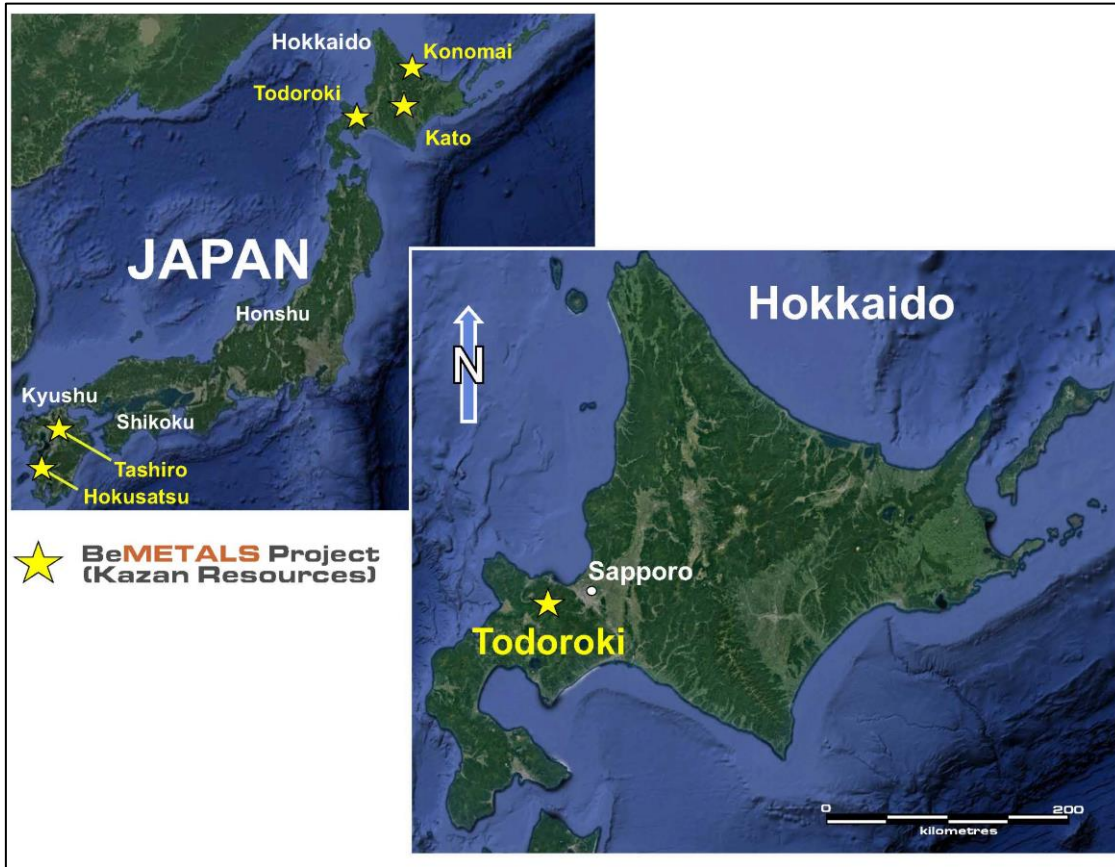 Hokkaido
Konomai
Todoroki
Kato
JAPAN
Honshu
Kyushu
Shikoku
Tashiro
Hokusatsu
BeMETALS Project
(Kazan Resources)
Hokkaido
N
Sapporo
Todoroki
0 200
kilometres